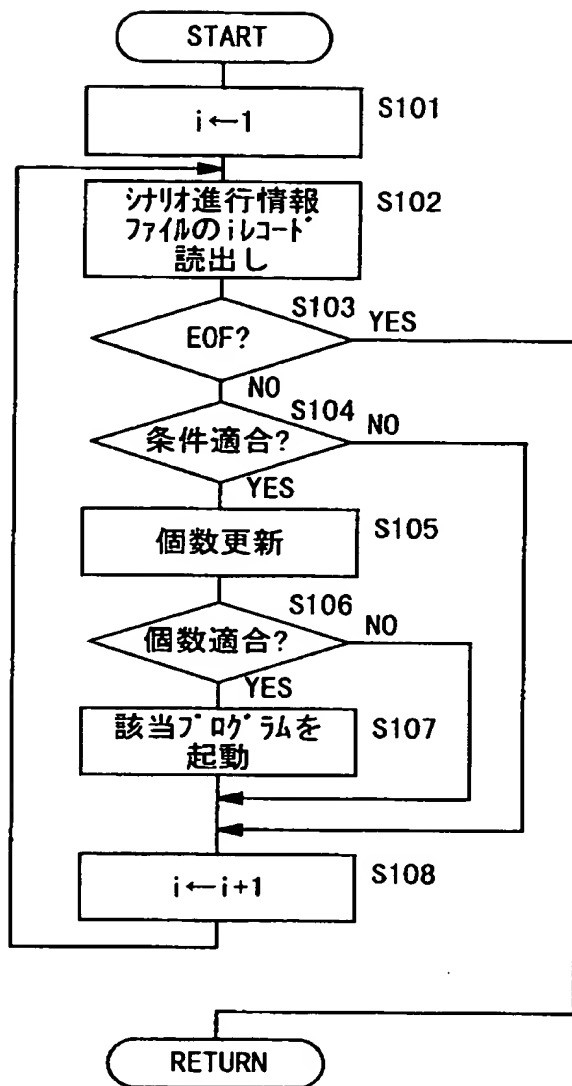 START
i←1
S101
ｼﾅﾘｵ進行情報
ﾌｧｲﾙのiﾚｺｰﾄﾞ
読出し
S102
S103
EOF?
YES
NO
S104
条件適合?
NO
YES
個数更新
S105
S106
個数適合?
NO
YES
該当ﾌﾟﾛｸﾞﾗﾑを
起動
S107
i←i+1
S108
RETURN